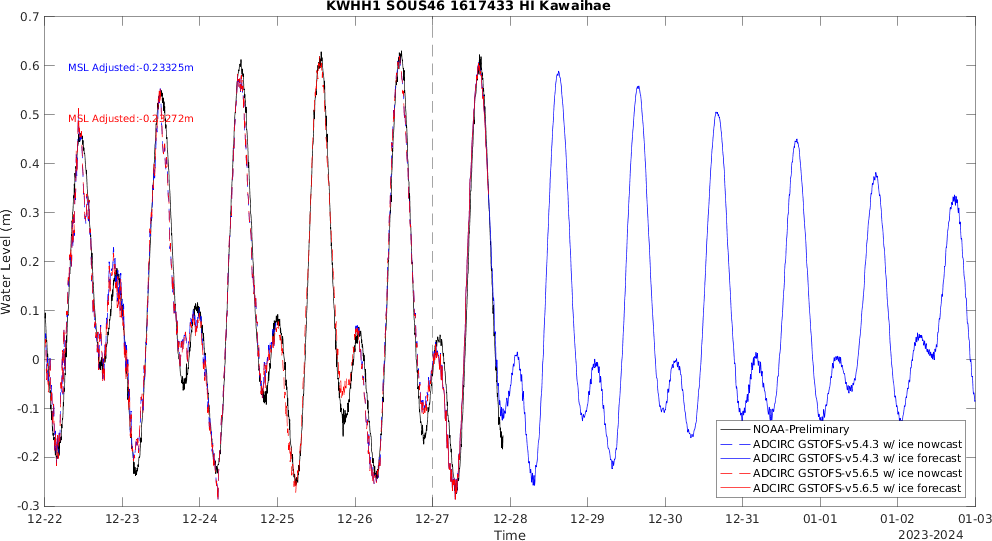 KWHH1 SOUS46 1617433 HI Kawaihae
0.7
0.6
0.5
0.4
0.3
0.2
0.1
0
-0.1
-0.2
-0.3
Water Level (m)
MSL Adjusted:-0.23325m
MSL Adjusted:-0.23272m
NOAA-Preliminary
ADCIRC GSTOFS-v5.4.3 w/ ice nowcast
ADCIRC GSTOFS-v5.4.3 w/ ice forecast
ADCIRC GSTOFS-v5.6.5 w/ ice nowcast
ADCIRC GSTOFS-v5.6.5 w/ ice forecast
12-22 12-23 12-24 12-25 12-26 12-27 12-28 12-29 12-30 12-31 01-01 01-02 01-03
Time
2023-2024